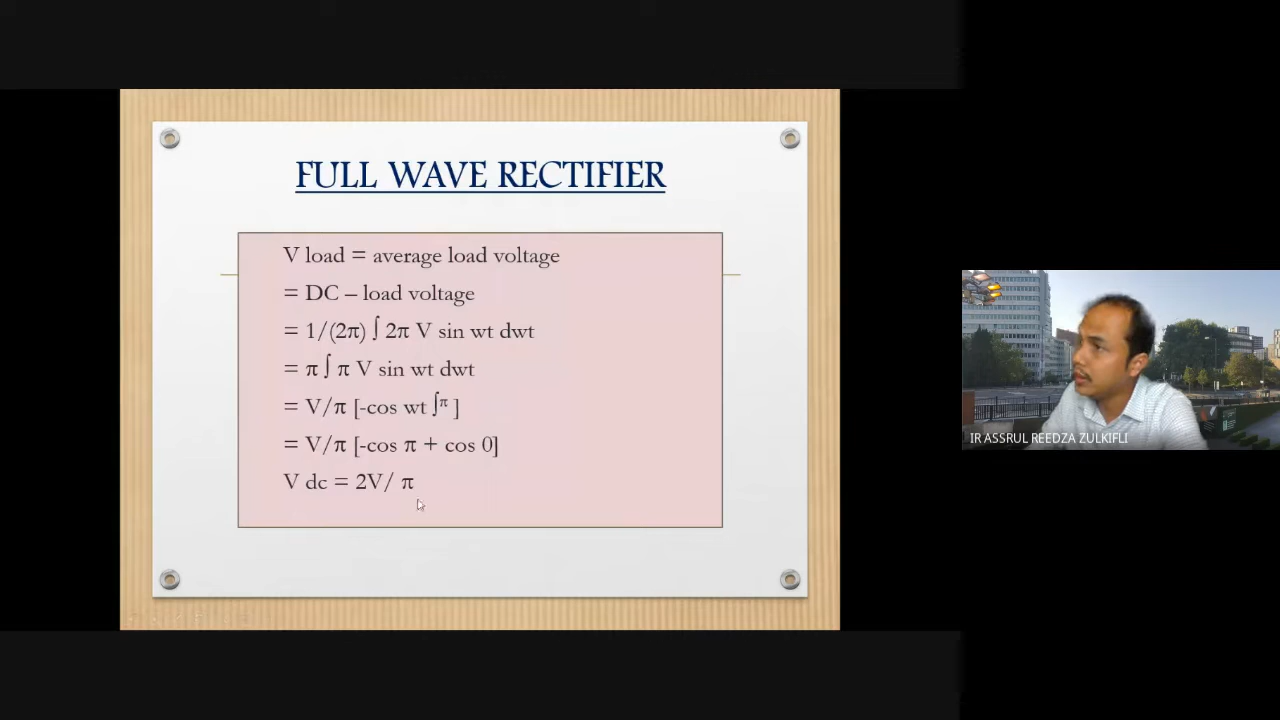 FULL WAVE RECTIFIER
V load = average load voltage
= DC – load voltage
= 1/(2π) ∫ 2π V sin wt dwt
= π ∫ π V sin wt dwt
= V/π [-cos wt ∫π ]
= V/π [-cos π + cos 0]
V dc = 2V/ π
IR ASSRUL REEDZA ZULKIFLI